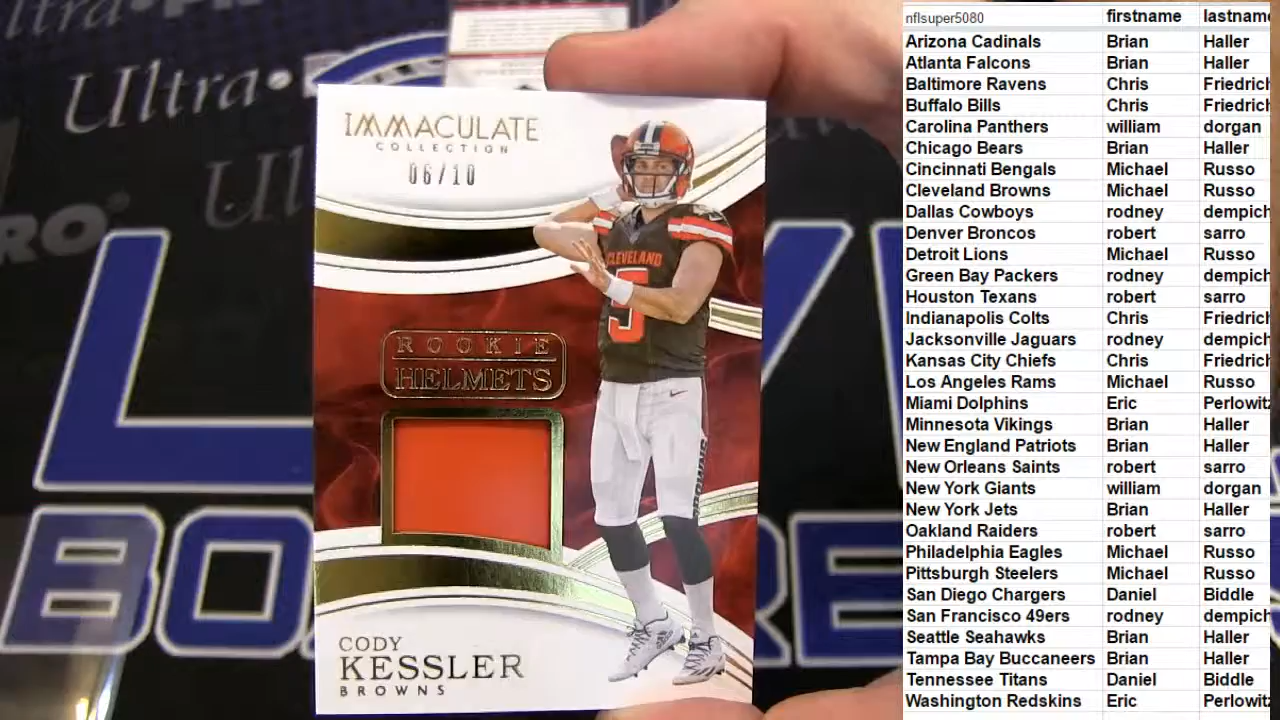 Ultra
Ultra
RO
IMMACULATE
COLLECTION
06/10
CLEVELAND
5
ROOKIE
HELMETS
CODY
KESSLER
BROWNS
BROWNS
nflsuper5080 firstname lastname
Arizona Cadinals Brian Haller
Atlanta Falcons Brian Haller
Baltimore Ravens Chris Friedrich
Buffalo Bills Chris Friedrich
Carolina Panthers william dorgan
Chicago Bears Brian Haller
Cincinnati Bengals Michael Russo
Cleveland Browns Michael Russo
Dallas Cowboys rodney dempich
Denver Broncos robert sarro
Detroit Lions Michael Russo
Green Bay Packers rodney dempich
Houston Texans robert sarro
Indianapolis Colts Chris Friedrich
Jacksonville Jaguars rodney dempich
Kansas City Chiefs Chris Friedrich
Los Angeles Rams Michael Russo
Miami Dolphins Eric Perlowitz
Minnesota Vikings Brian Haller
New England Patriots Brian Haller
New Orleans Saints robert sarro
New York Giants william dorgan
New York Jets Brian Haller
Oakland Raiders robert sarro
Philadelphia Eagles Michael Russo
Pittsburgh Steelers Michael Russo
San Diego Chargers Daniel Biddle
San Francisco 49ers rodney dempich
Seattle Seahawks Brian Haller
Tampa Bay Buccaneers Brian Haller
Tennessee Titans Daniel Biddle
Washington Redskins Eric Perlowitz